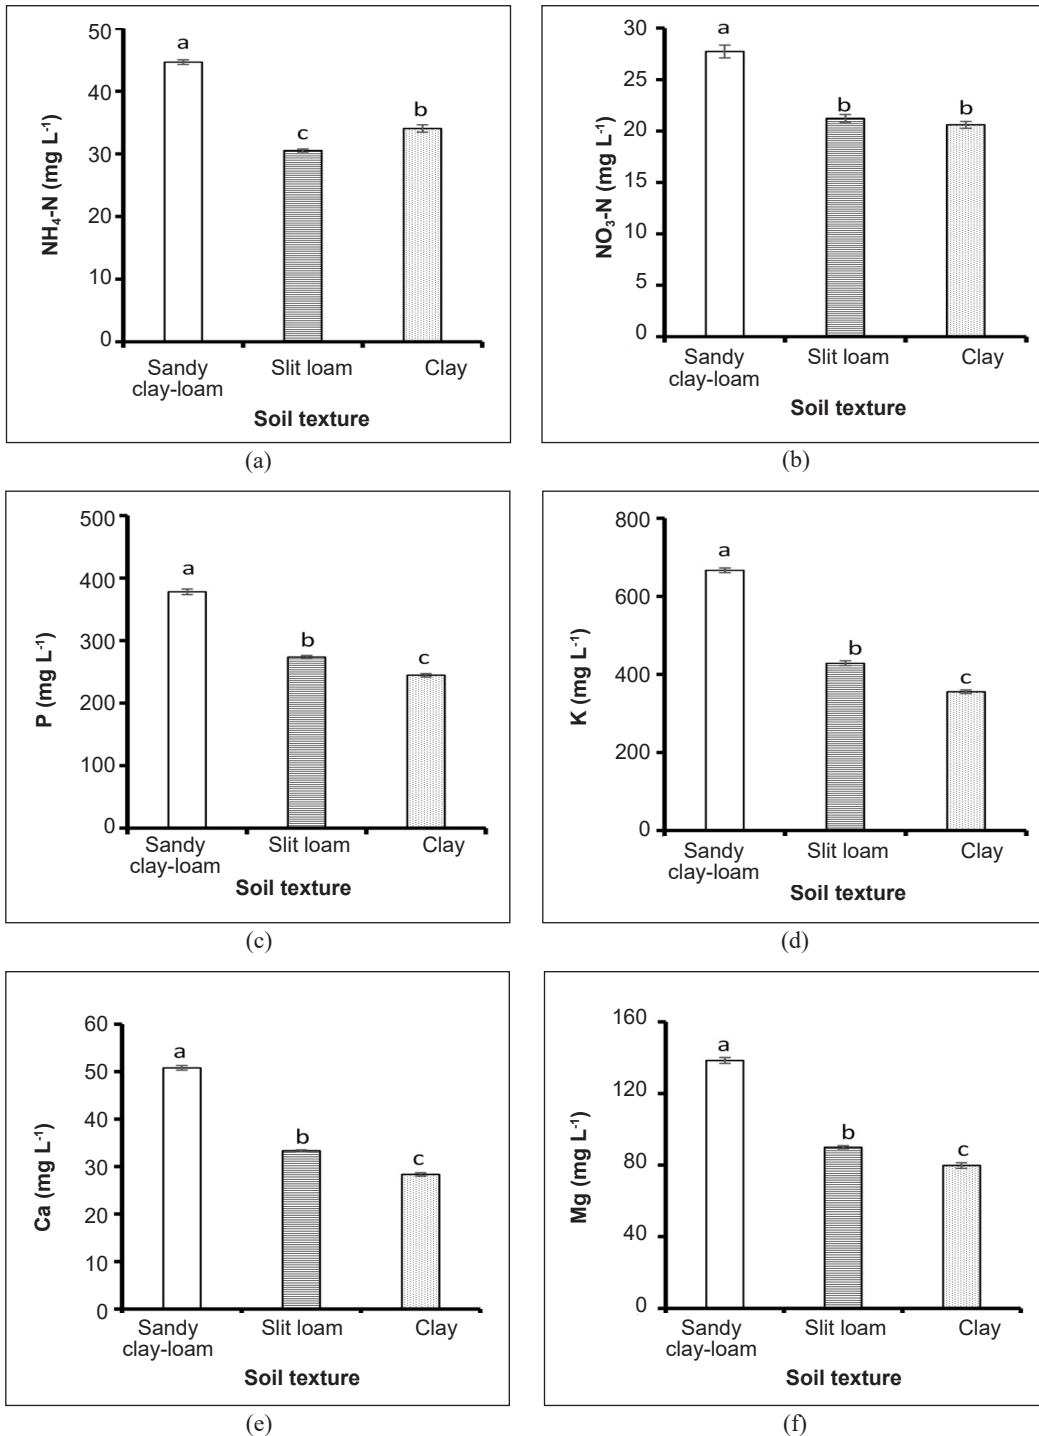 50
40
30
20
10
0
NH₄-N (mg L⁻¹)
a
c
b
Sandy clay-loam
Slit loam
Clay
Soil texture
(a)
30
25
20
15
10
5
0
NO₃-N (mg L⁻¹)
a
b
b
Sandy clay-loam
Slit loam
Clay
Soil texture
(b)
500
400
300
200
100
0
P (mg L⁻¹)
a
b
c
Sandy clay-loam
Slit loam
Clay
Soil texture
(c)
800
600
400
200
0
K (mg L⁻¹)
a
b
c
Sandy clay-loam
Slit loam
Clay
Soil texture
(d)
60
50
40
30
20
10
0
Ca (mg L⁻¹)
a
b
c
Sandy clay-loam
Slit loam
Clay
Soil texture
(e)
160
120
80
40
0
Mg (mg L⁻¹)
a
b
c
Sandy clay-loam
Slit loam
Clay
Soil texture
(f)